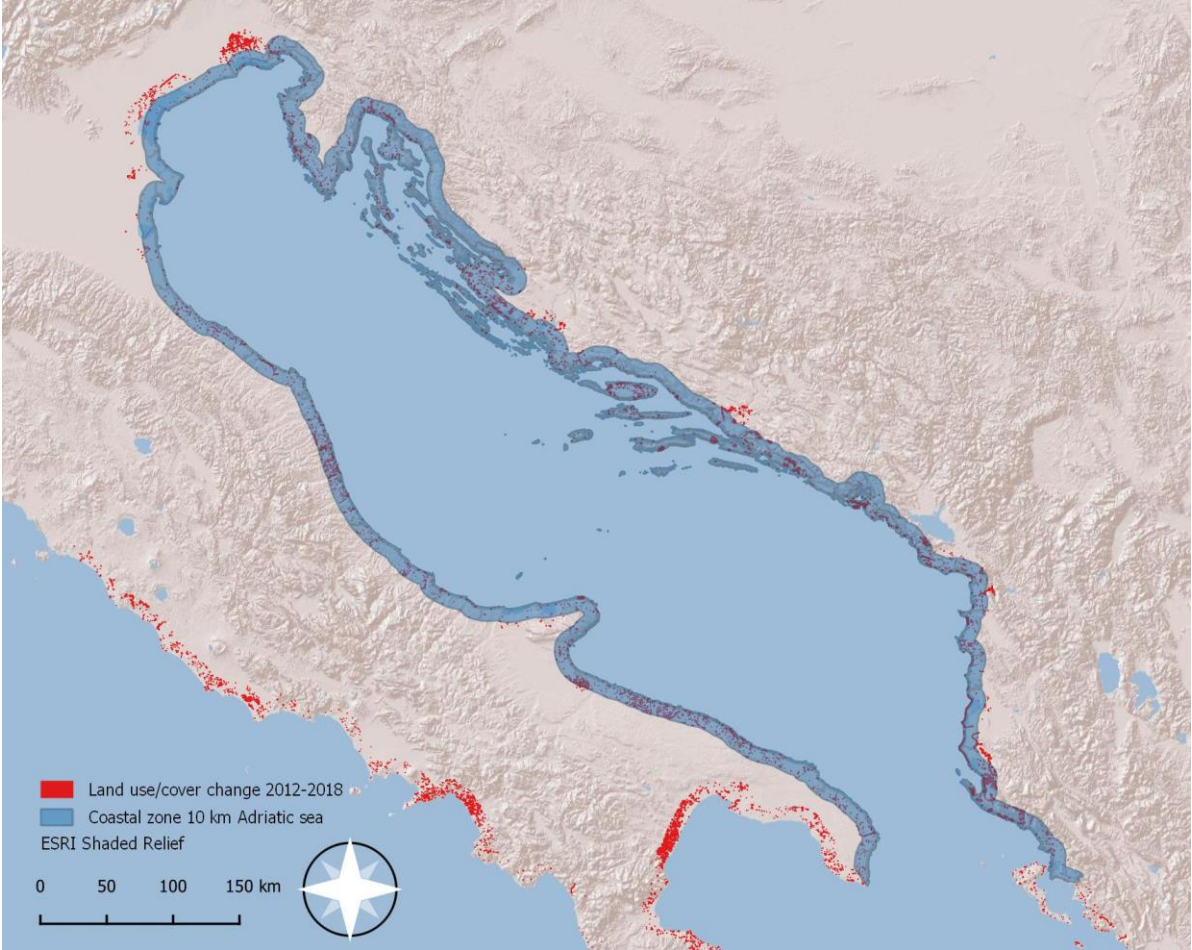 Land use/cover change 2012-2018
Coastal zone 10 km Adriatic sea
ESRI Shaded Relief
0 50 100 150 km